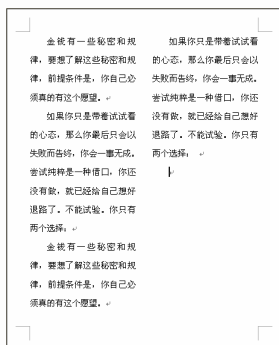 金钱有一些秘密和规
律，要想了解这些秘密和规
律，前提条件是，你自己必
须真的有这个愿望。
如果你只是带着试试看
的心态，那么你最后只会以
失败而告终，你会一事无成。
尝试纯粹是一种借口，你还
没有做，就已经给自己想好
退路了。不能试验。你只有
两个选择：
金钱有一些秘密和规
律，要想了解这些秘密和规
律，前提条件是，你自己必
须真的有这个愿望。
如果你只是带着试试看
的心态，那么你最后只会以
失败而告终，你会一事无成。
尝试纯粹是一种借口，你还
没有做，就已经给自己想好
退路了。不能试验。你只有
两个选择：